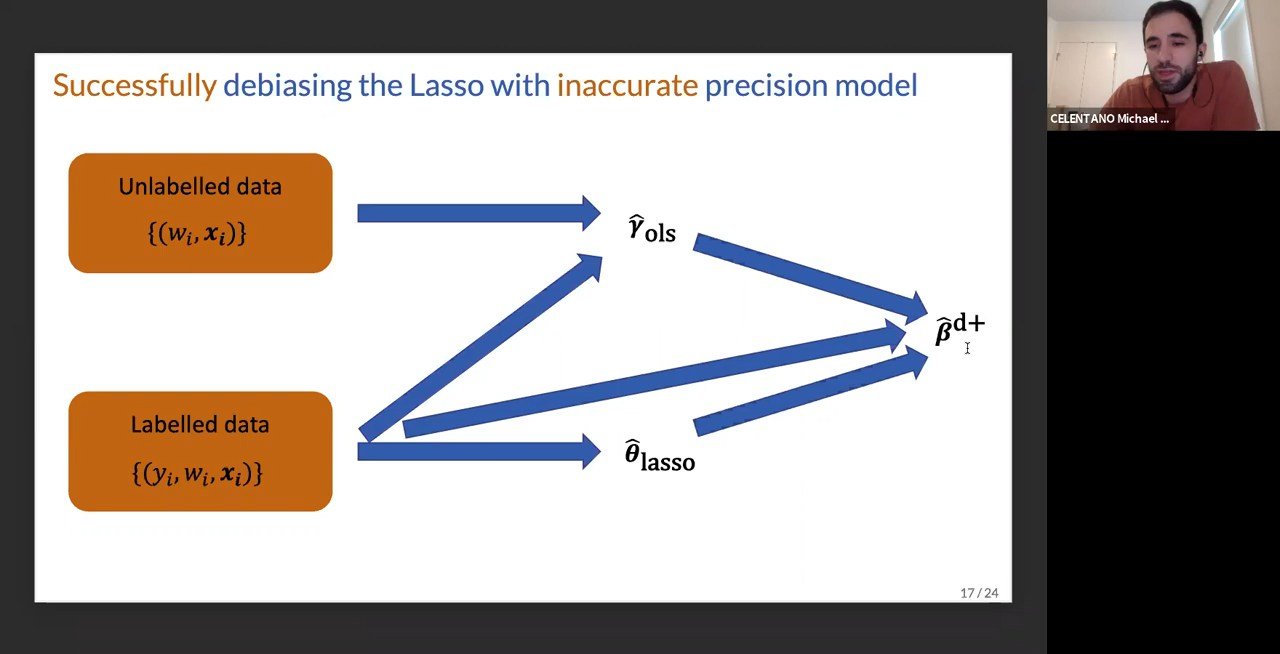 Successfully debiasing the Lasso with inaccurate precision model
Unlabelled data
{(wᵢ, xᵢ)}
γ̂ols
β̂ᵈ⁺
Labelled data
{(yᵢ, wᵢ, xᵢ)}
θ̂lasso
17 / 24
CELENTANO Michael ...